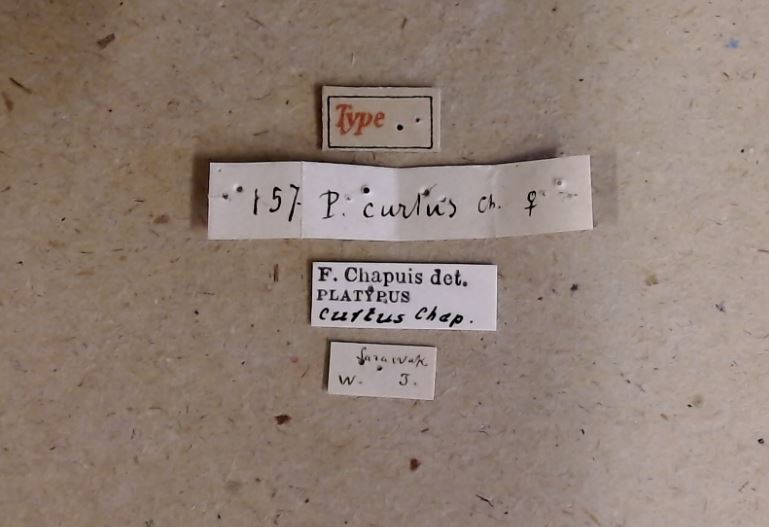 Type
157 P. curtus Ch. ♀
F. Chapuis det.
PLATYPUS
curtus Chap.
Sarawak
W. J.